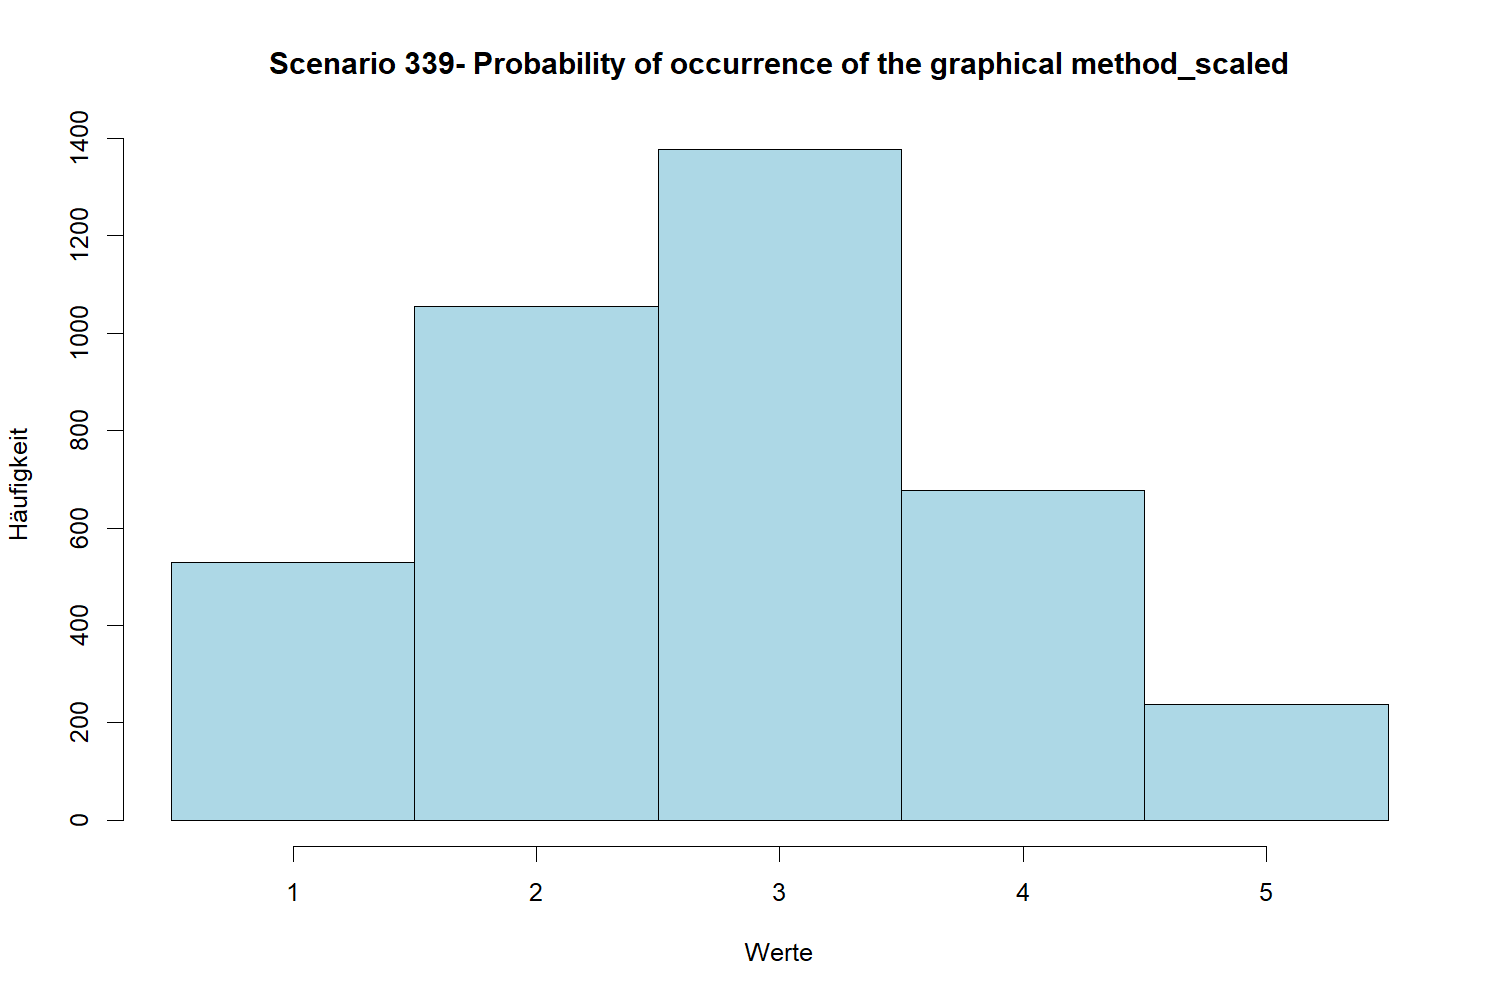 Scenario 339- Probability of occurrence of the graphical method_scaled
Häufigkeit
1400
1200
1000
800
600
400
200
0
1 2 3 4 5
Werte